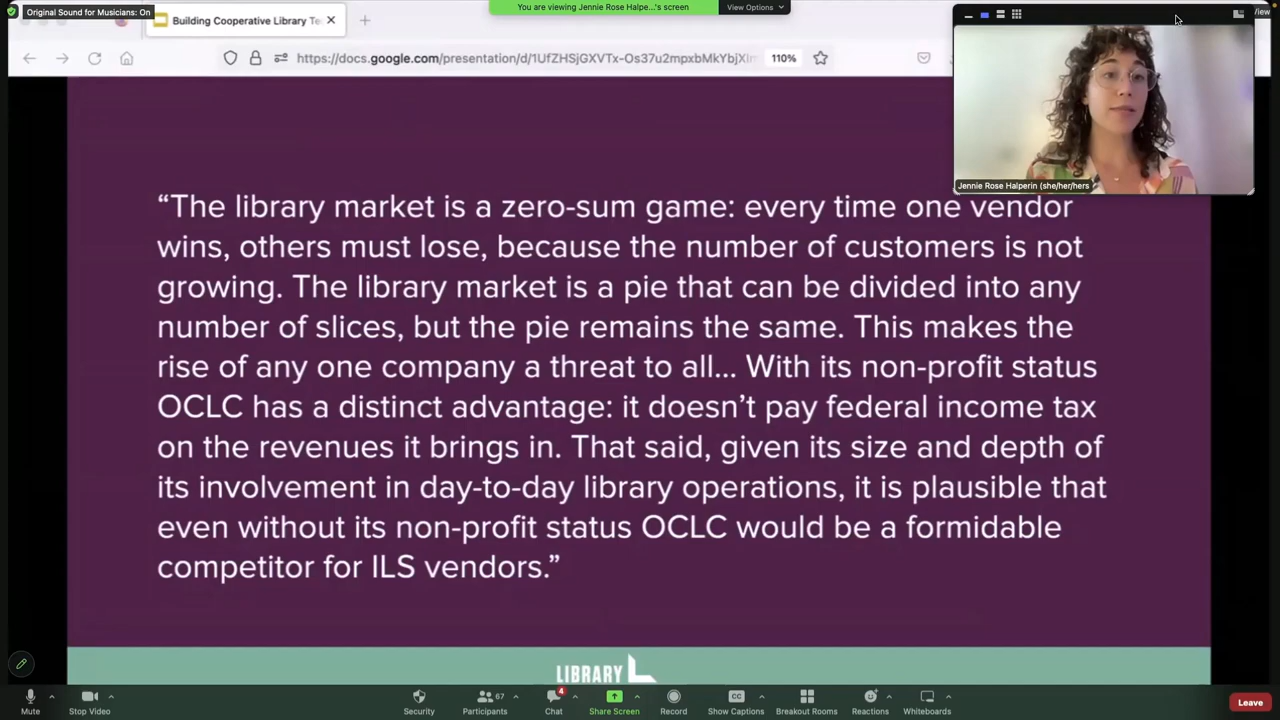 Original Sound for Musicians: On
You are viewing Jennie Rose Halpe...'s screen
View Options
View
Building Cooperative Library Te
https://docs.google.com/presentation/d/1UfZHSjGXVTx-Os37u2mpxbMkYbjXlm
110%
Jennie Rose Halperin (she/her/hers
“The library market is a zero-sum game: every time one vendor
wins, others must lose, because the number of customers is not
growing. The library market is a pie that can be divided into any
number of slices, but the pie remains the same. This makes the
rise of any one company a threat to all... With its non-profit status
OCLC has a distinct advantage: it doesn’t pay federal income tax
on the revenues it brings in. That said, given its size and depth of
its involvement in day-to-day library operations, it is plausible that
even without its non-profit status OCLC would be a formidable
competitor for ILS vendors.”
LIBRARY
Mute
Stop Video
Security
Participants
67
Chat
4
Share Screen
Record
CC
Show Captions
Breakout Rooms
Reactions
Whiteboards
Leave